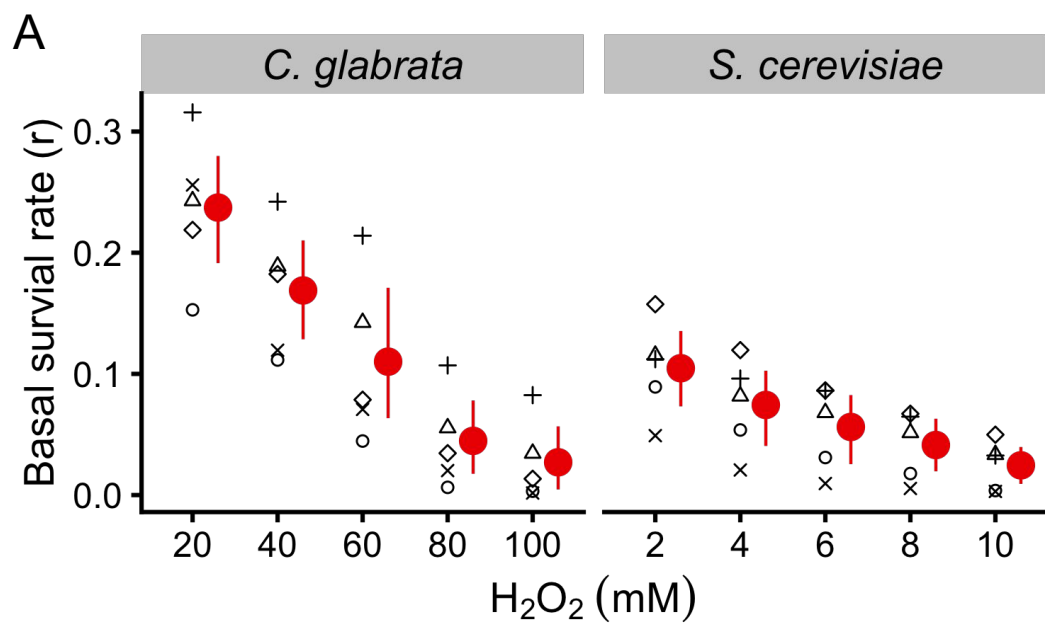 A
C. glabrata
S. cerevisiae
Basal survial rate (r)
0.3
0.2
0.1
0.0
20 40 60 80 100
2 4 6 8 10
H₂O₂ (mM)